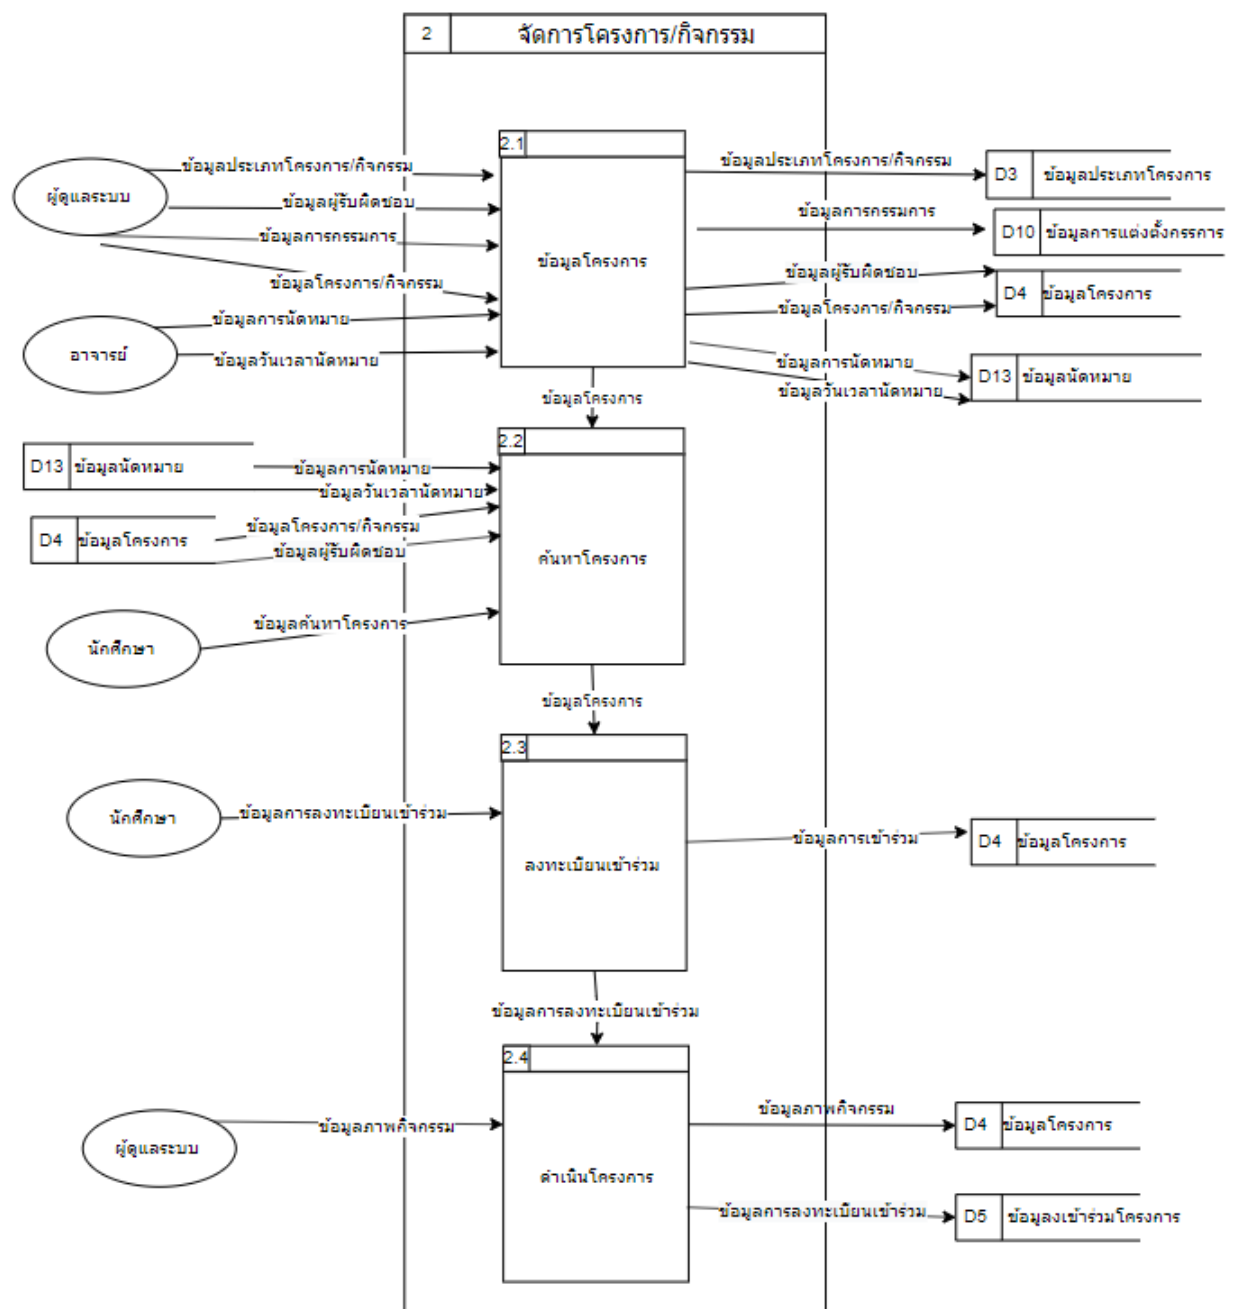 2 จัดการโครงการ/กิจกรรม
2.1
ข้อมูลประเภทโครงการ/กิจกรรม
ข้อมูลประเภทโครงการ/กิจกรรม
D3 ข้อมูลประเภทโครงการ
ผู้ดูแลระบบ
ข้อมูลผู้รับผิดชอบ
ข้อมูลการกรรมการ
D10 ข้อมูลการแต่งตั้งกรรการ
ข้อมูลการกรรมการ
ข้อมูลโครงการ
ข้อมูลผู้รับผิดชอบ
ข้อมูลโครงการ/กิจกรรม
D4 ข้อมูลโครงการ
ข้อมูลโครงการ/กิจกรรม
ข้อมูลการนัดหมาย
อาจารย์
ข้อมูลวันเวลานัดหมาย
ข้อมูลการนัดหมาย
D13 ข้อมูลนัดหมาย
ข้อมูลวันเวลานัดหมาย
ข้อมูลโครงการ
2.2
D13 ข้อมูลนัดหมาย
ข้อมูลการนัดหมาย
ข้อมูลวันเวลานัดหมาย
ข้อมูลโครงการ/กิจกรรม
D4 ข้อมูลโครงการ
ข้อมูลผู้รับผิดชอบ
ค้นหาโครงการ
ข้อมูลค้นหาโครงการ
นักศึกษา
ข้อมูลโครงการ
2.3
นักศึกษา
ข้อมูลการลงทะเบียนเข้าร่วม
ลงทะเบียนเข้าร่วม
ข้อมูลการเข้าร่วม
D4 ข้อมูลโครงการ
ข้อมูลการลงทะเบียนเข้าร่วม
2.4
ผู้ดูแลระบบ
ข้อมูลภาพกิจกรรม
ข้อมูลภาพกิจกรรม
D4 ข้อมูลโครงการ
ดำเนินโครงการ
ข้อมูลการลงทะเบียนเข้าร่วม
D5 ข้อมูลงเข้าร่วมโครงการ